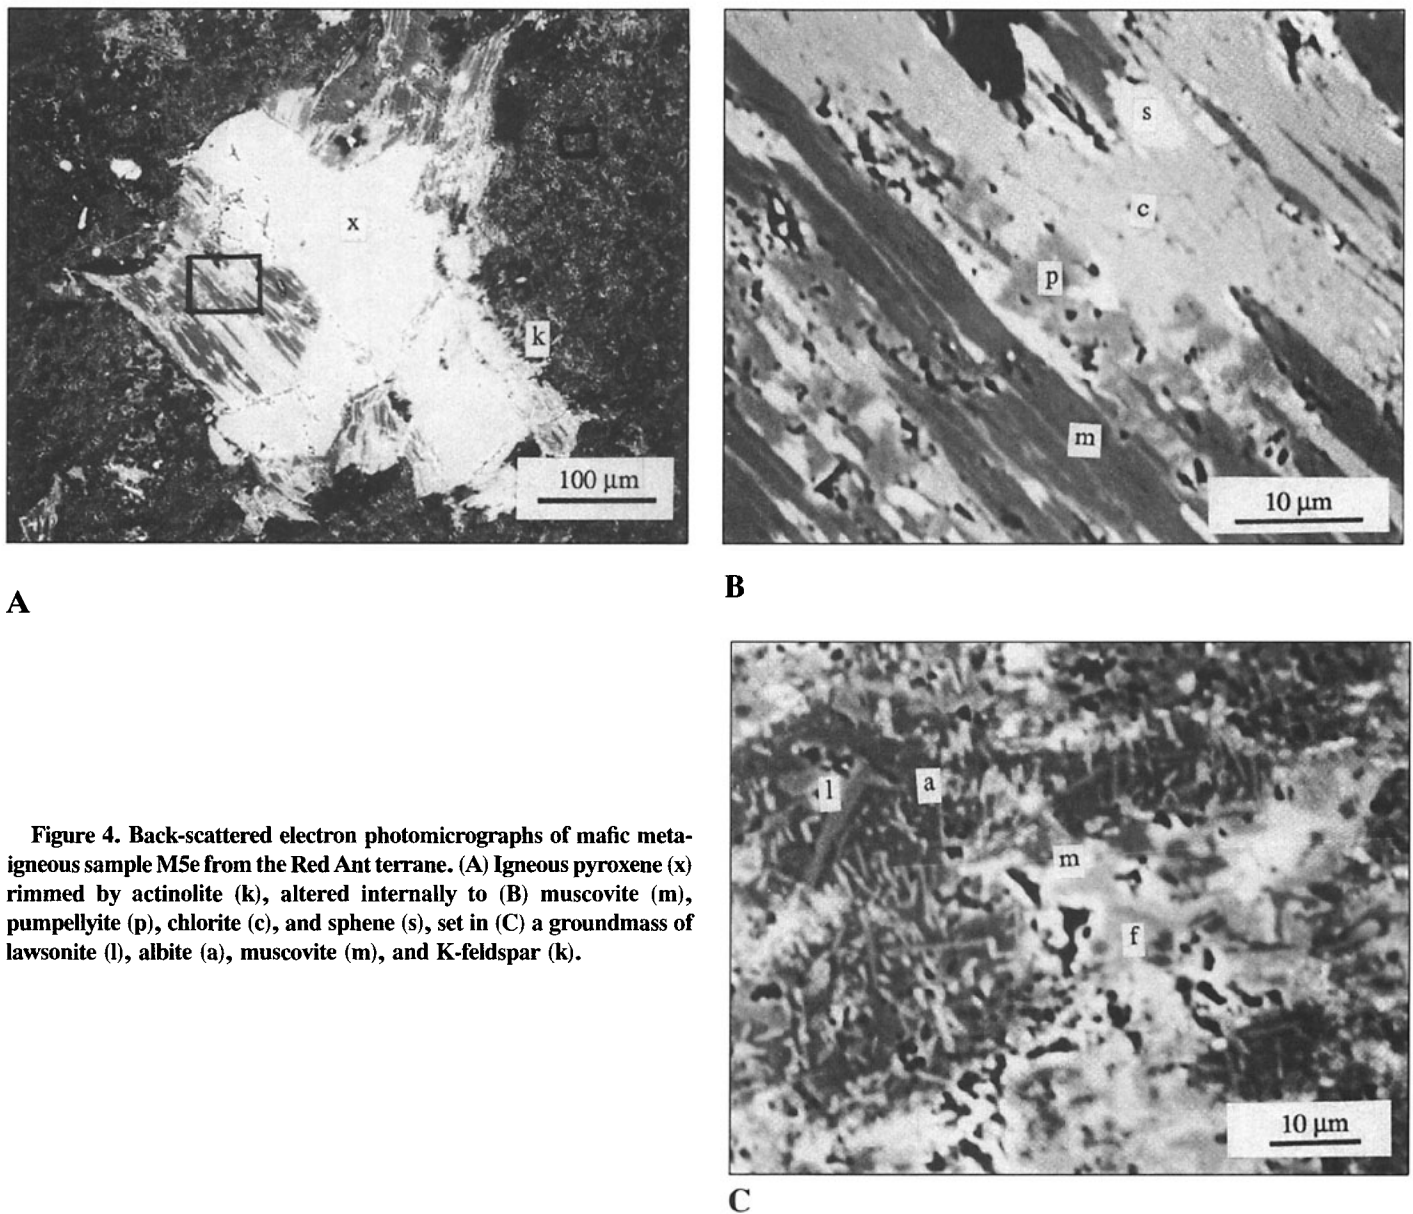 x
k
100 μm
A
s
c
p
m
10 μm
B
Figure 4. Back-scattered electron photomicrographs of mafic meta-
igneous sample M5e from the Red Ant terrane. (A) Igneous pyroxene (x)
rimmed by actinolite (k), altered internally to (B) muscovite (m),
pumpellyite (p), chlorite (c), and sphene (s), set in (C) a groundmass of
lawsonite (l), albite (a), muscovite (m), and K-feldspar (k).
l
a
m
f
10 μm
C